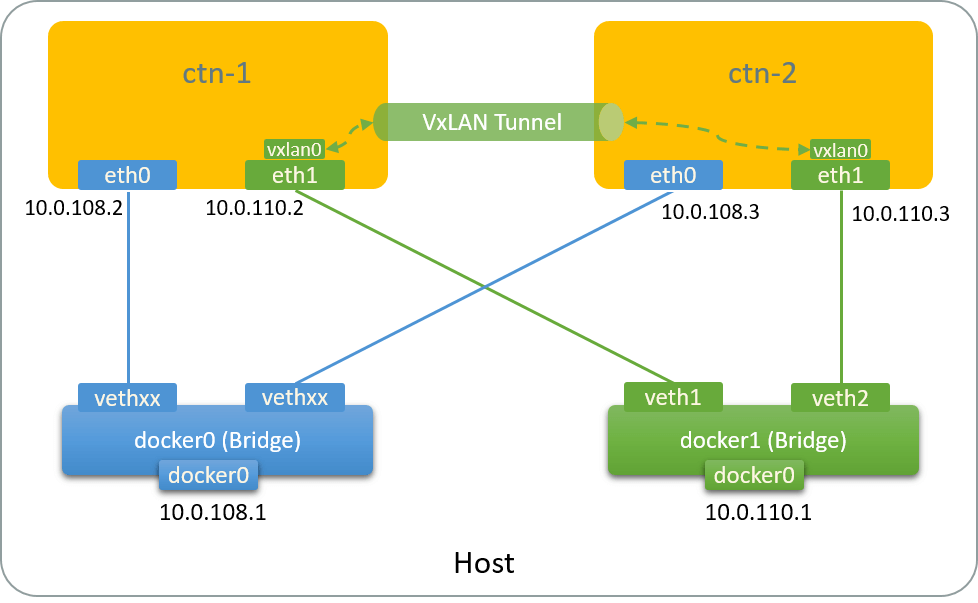 ctn-1
ctn-2
VxLAN Tunnel
vxlan0
vxlan0
eth0
eth1
eth0
eth1
10.0.108.2
10.0.110.2
10.0.108.3
10.0.110.3
vethxx
vethxx
veth1
veth2
docker0 (Bridge)
docker1 (Bridge)
docker0
docker0
10.0.108.1
10.0.110.1
Host